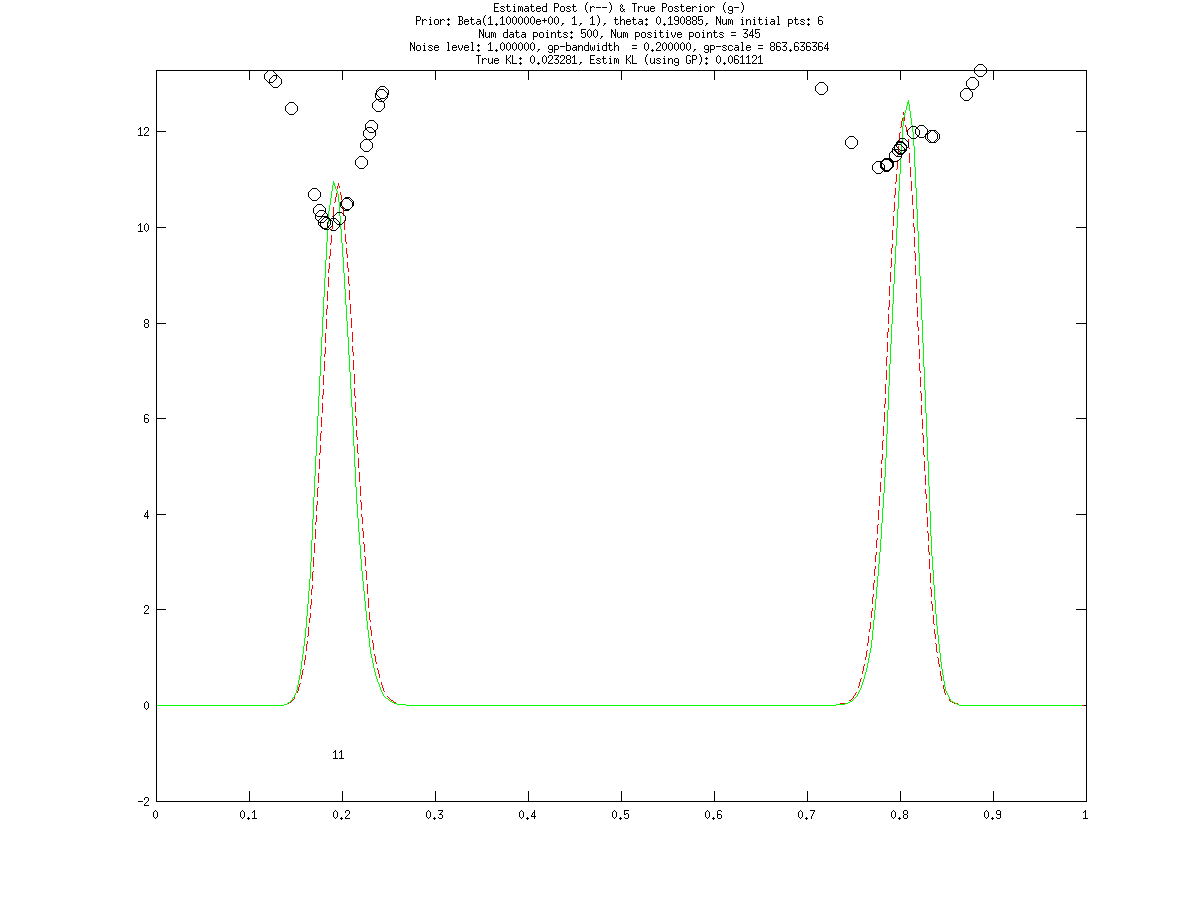 Estimated Post (r--) & True Posterior (g-)
Prior: Beta(1.100000e+00, 1, 1), theta: 0.190885, Num initial pts: 6
Num data points: 500, Num positive points = 345
Noise level: 1.000000, gp-bandwidth  = 0.200000, gp-scale = 863.636364
True KL: 0.023281, Estim KL (using GP): 0.061121
12
10
8
6
4
2
0
11
-2
0 0.1 0.2 0.3 0.4 0.5 0.6 0.7 0.8 0.9 1